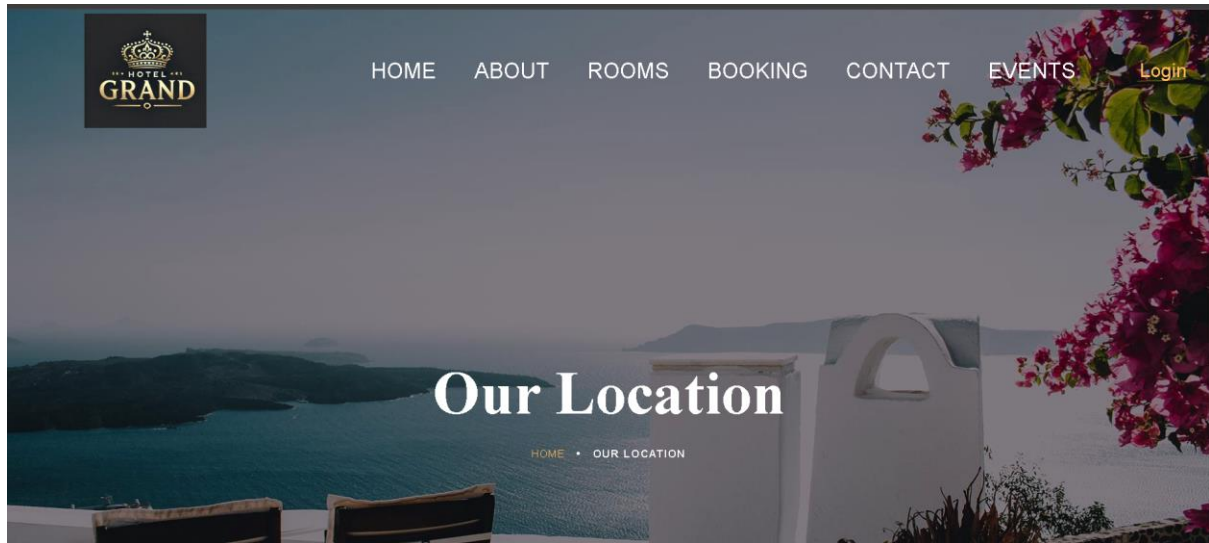 HOTEL
GRAND
HOME ABOUT ROOMS BOOKING CONTACT EVENTS Login
Our Location
HOME • OUR LOCATION